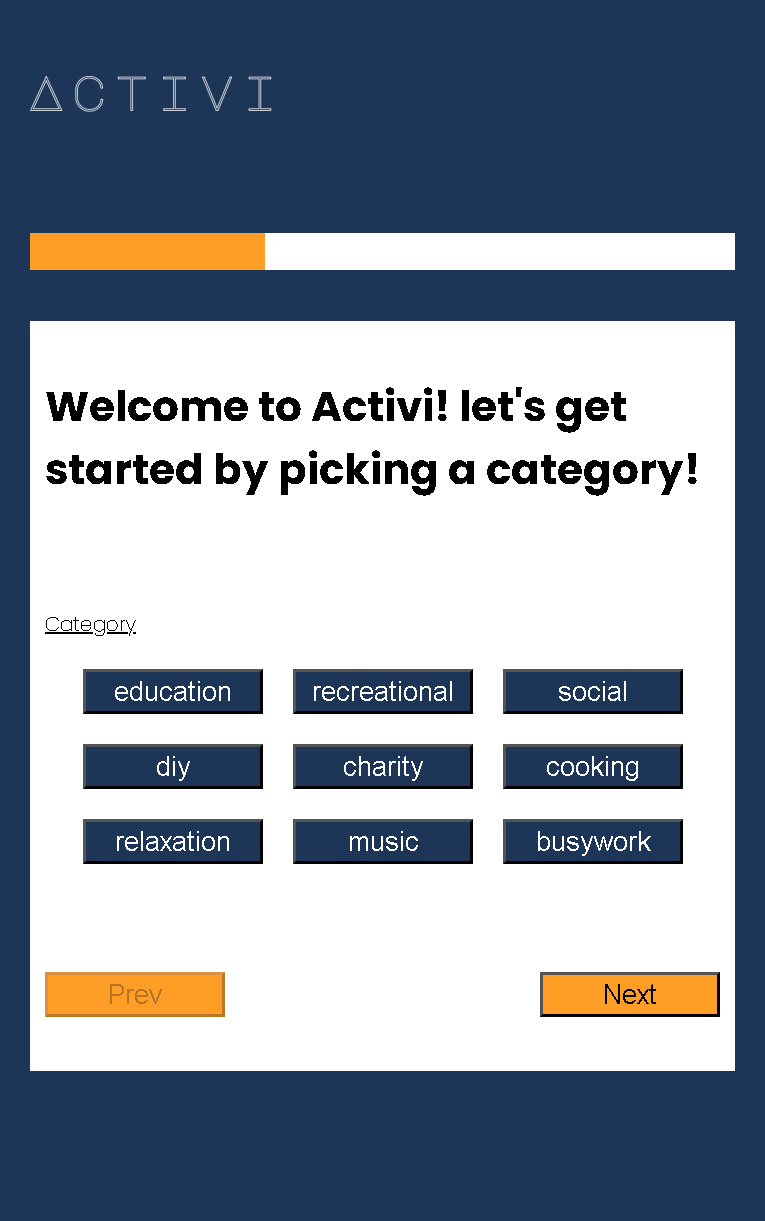 ACTIVI
Welcome to Activi! let's get
started by picking a category!
Category
education recreational social
diy charity cooking
relaxation music busywork
Prev Next